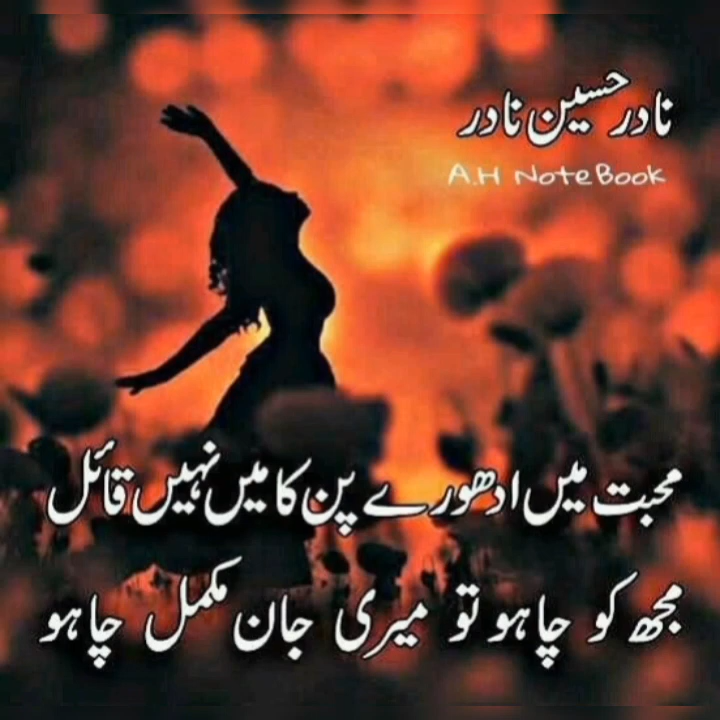 نادر حسین نادر
A.H NoteBook
محبت میں ادھورے پن کا میں نہیں قائل
مجھ کو چاہو تو میری جان مکمل چاہو